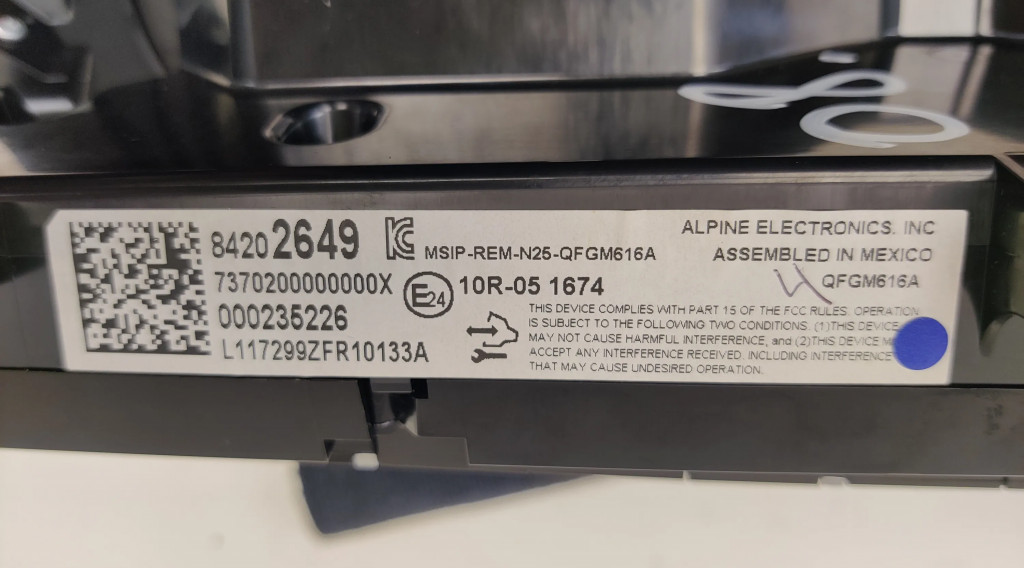 84202649
7370200000000X
000235226
L117299ZFR10133A
MSIP-REM-N25-QFGM616A
E24 10R-05 1674
ALPINE ELECTRONICS. INC
ASSEMBLED IN MEXICO
QFGM616A
THIS DEVICE COMPLIES WITH PART 15 OF THE FCC RULES. OPERATION
IS SUBJECT TO THE FOLLOWING TWO CONDITIONS. (1)THIS DEVICE
MAY NOT CAUSE HARMFUL INTERFERENCE, and (2)THIS DEVICE
ACCEPT ANY INTERFERENCE RECEIVED. INCLUDING INTERFERENCE
THAT MAY CAUSE UNDESIRED OPERATION.